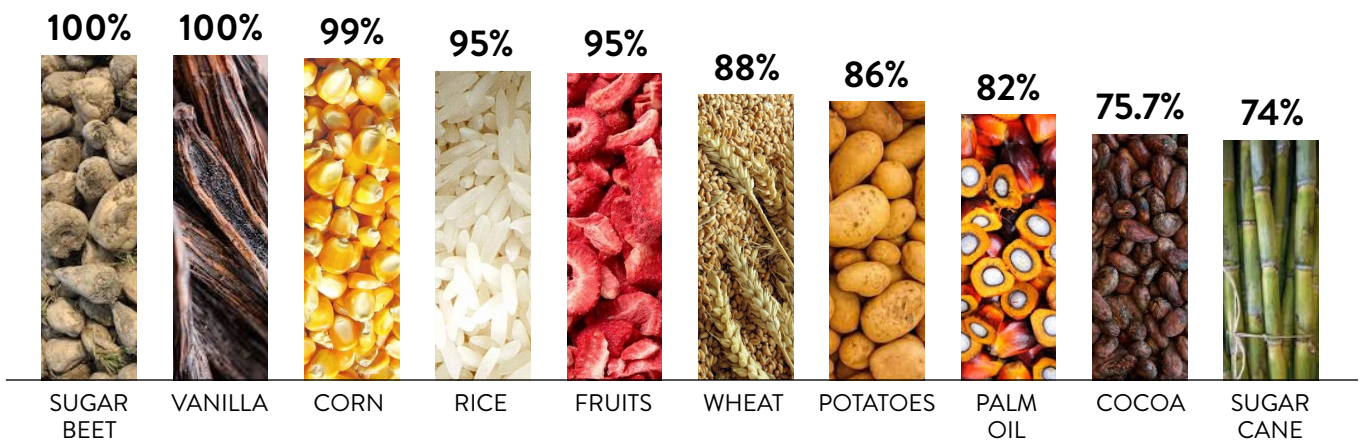 100%
100%
99%
95%
95%
88%
86%
82%
75.7%
74%
SUGAR
BEET
VANILLA
CORN
RICE
FRUITS
WHEAT
POTATOES
PALM
OIL
COCOA
SUGAR
CANE